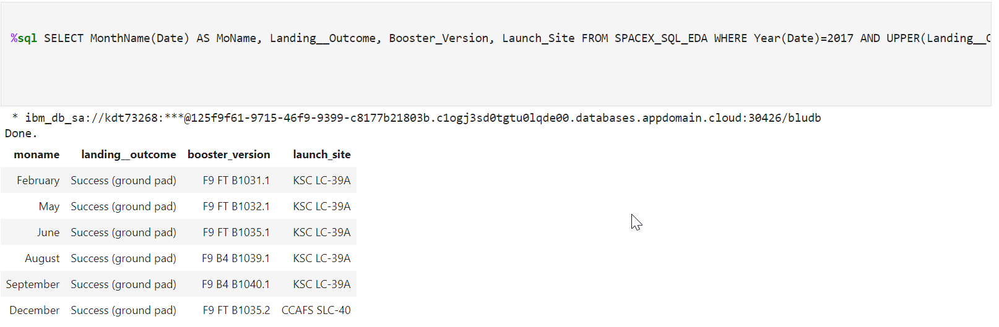 %sql SELECT MonthName(Date) AS MoName, Landing__Outcome, Booster_Version, Launch_Site FROM SPACEX_SQL_EDA WHERE Year(Date)=2017 AND UPPER(Landing__
* ibm_db_sa://kdt73268:***@125f9f61-9715-46f9-9399-c8177b21803b.c1ogj3sd0tgtu0lqde00.databases.appdomain.cloud:30426/bludb
Done.
moname landing__outcome booster_version launch_site
February Success (ground pad) F9 FT B1031.1 KSC LC-39A
May Success (ground pad) F9 FT B1032.1 KSC LC-39A
June Success (ground pad) F9 FT B1035.1 KSC LC-39A
August Success (ground pad) F9 B4 B1039.1 KSC LC-39A
September Success (ground pad) F9 B4 B1040.1 KSC LC-39A
December Success (ground pad) F9 FT B1035.2 CCAFS SLC-40